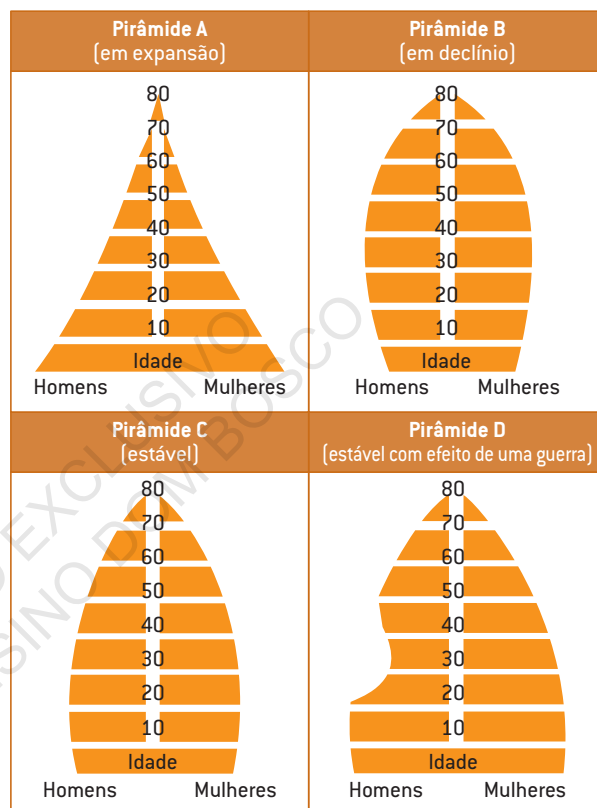 Pirâmide A
(em expansão)
80
70
60
50
40
30
20
10
Idade
Homens Mulheres
Pirâmide B
(em declínio)
80
70
60
50
40
30
20
10
Idade
Homens Mulheres
Pirâmide C
(estável)
80
70
60
50
40
30
20
10
Idade
Homens Mulheres
Pirâmide D
(estável com efeito de uma guerra)
80
70
60
50
40
30
20
10
Idade
Homens Mulheres
EXCLUSIVO
DOM BOSCO